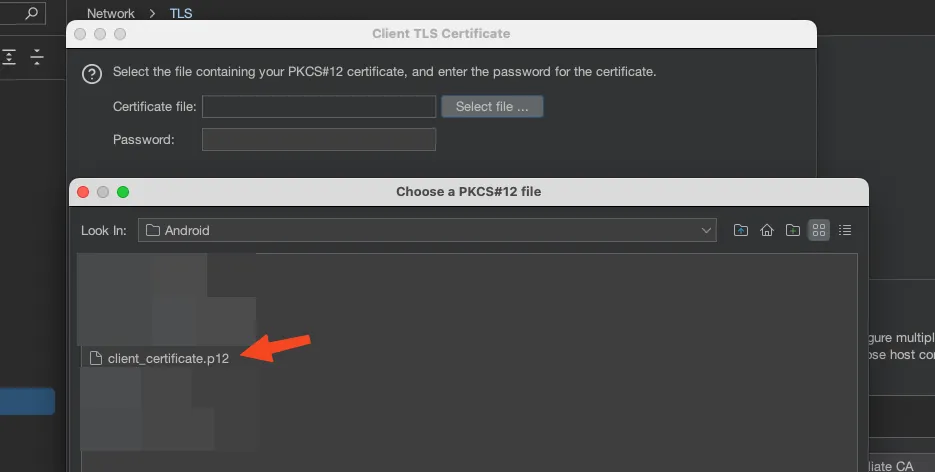 Network > TLS
Client TLS Certificate
Select the file containing your PKCS#12 certificate, and enter the password for the certificate.
Certificate file:
Select file ...
Password:
Choose a PKCS#12 file
Look In:
Android
client_certificate.p12
gure multipl
ose host con
liate CA